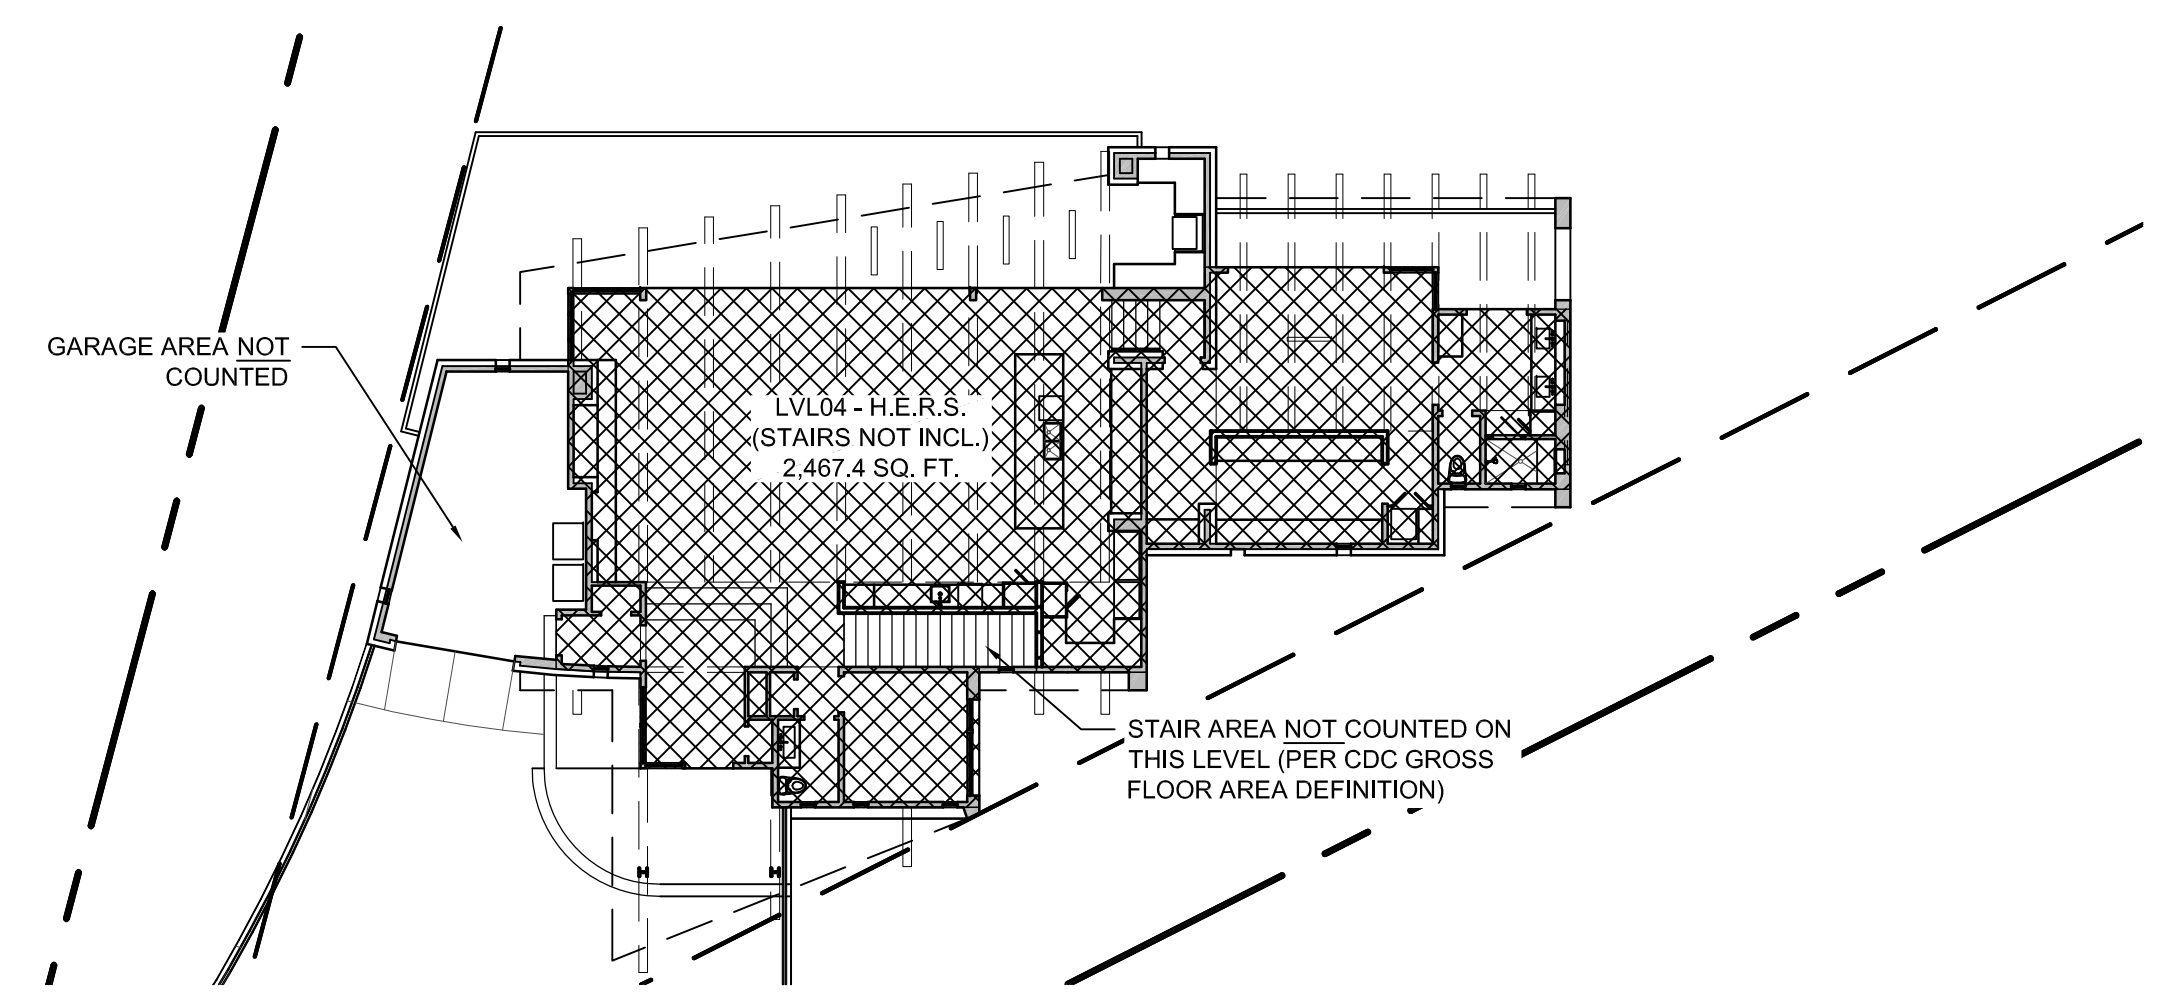 GARAGE AREA NOT
COUNTED
LVL04 - H.E.R.S.
(STAIRS NOT INCL.)
2,467.4 SQ. FT.
STAIR AREA NOT COUNTED ON
THIS LEVEL (PER CDC GROSS
FLOOR AREA DEFINITION)